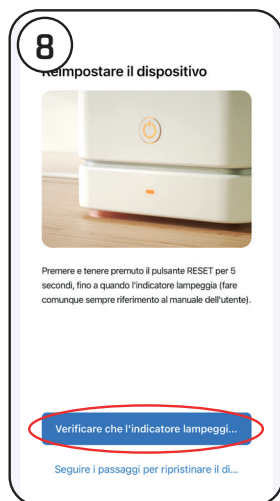 8
Reimpostare il dispositivo
Premere e tenere premuto il pulsante RESET per 5
secondi, fino a quando l'indicatore lampeggia (fare
comunque sempre riferimento al manuale dell'utente).
Verificare che l'indicatore lampeggi...
Seguire i passaggi per ripristinare il di...